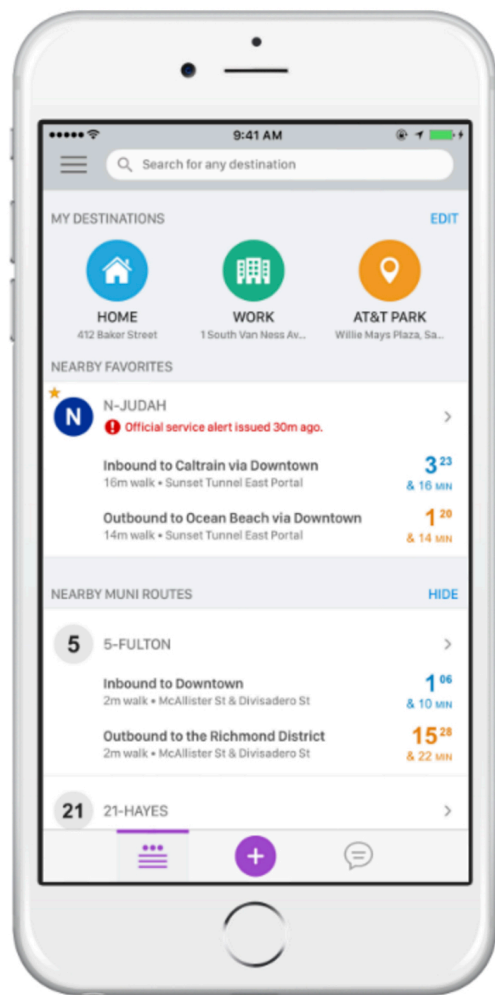 9:41 AM
Search for any destination
MY DESTINATIONS EDIT
HOME WORK AT&T PARK
412 Baker Street 1 South Van Ness Av... Willie Mays Plaza, Sa...
NEARBY FAVORITES
N N-JUDAH
Official service alert issued 30m ago.
Inbound to Caltrain via Downtown 3 23
16m walk • Sunset Tunnel East Portal & 16 MIN
Outbound to Ocean Beach via Downtown 1 20
14m walk • Sunset Tunnel East Portal & 14 MIN
NEARBY MUNI ROUTES HIDE
5 5-FULTON
Inbound to Downtown 1 06
2m walk • McAllister St & Divisadero St & 10 MIN
Outbound to the Richmond District 15 28
2m walk • McAllister St & Divisadero St & 22 MIN
21 21-HAYES